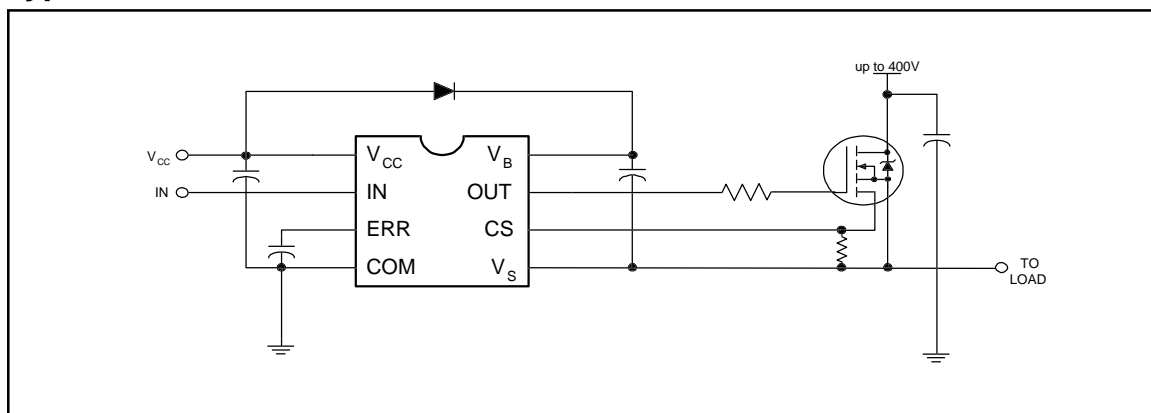 up to 400V
VCC
IN
VCC
IN
ERR
COM
VB
OUT
CS
VS
TO
LOAD